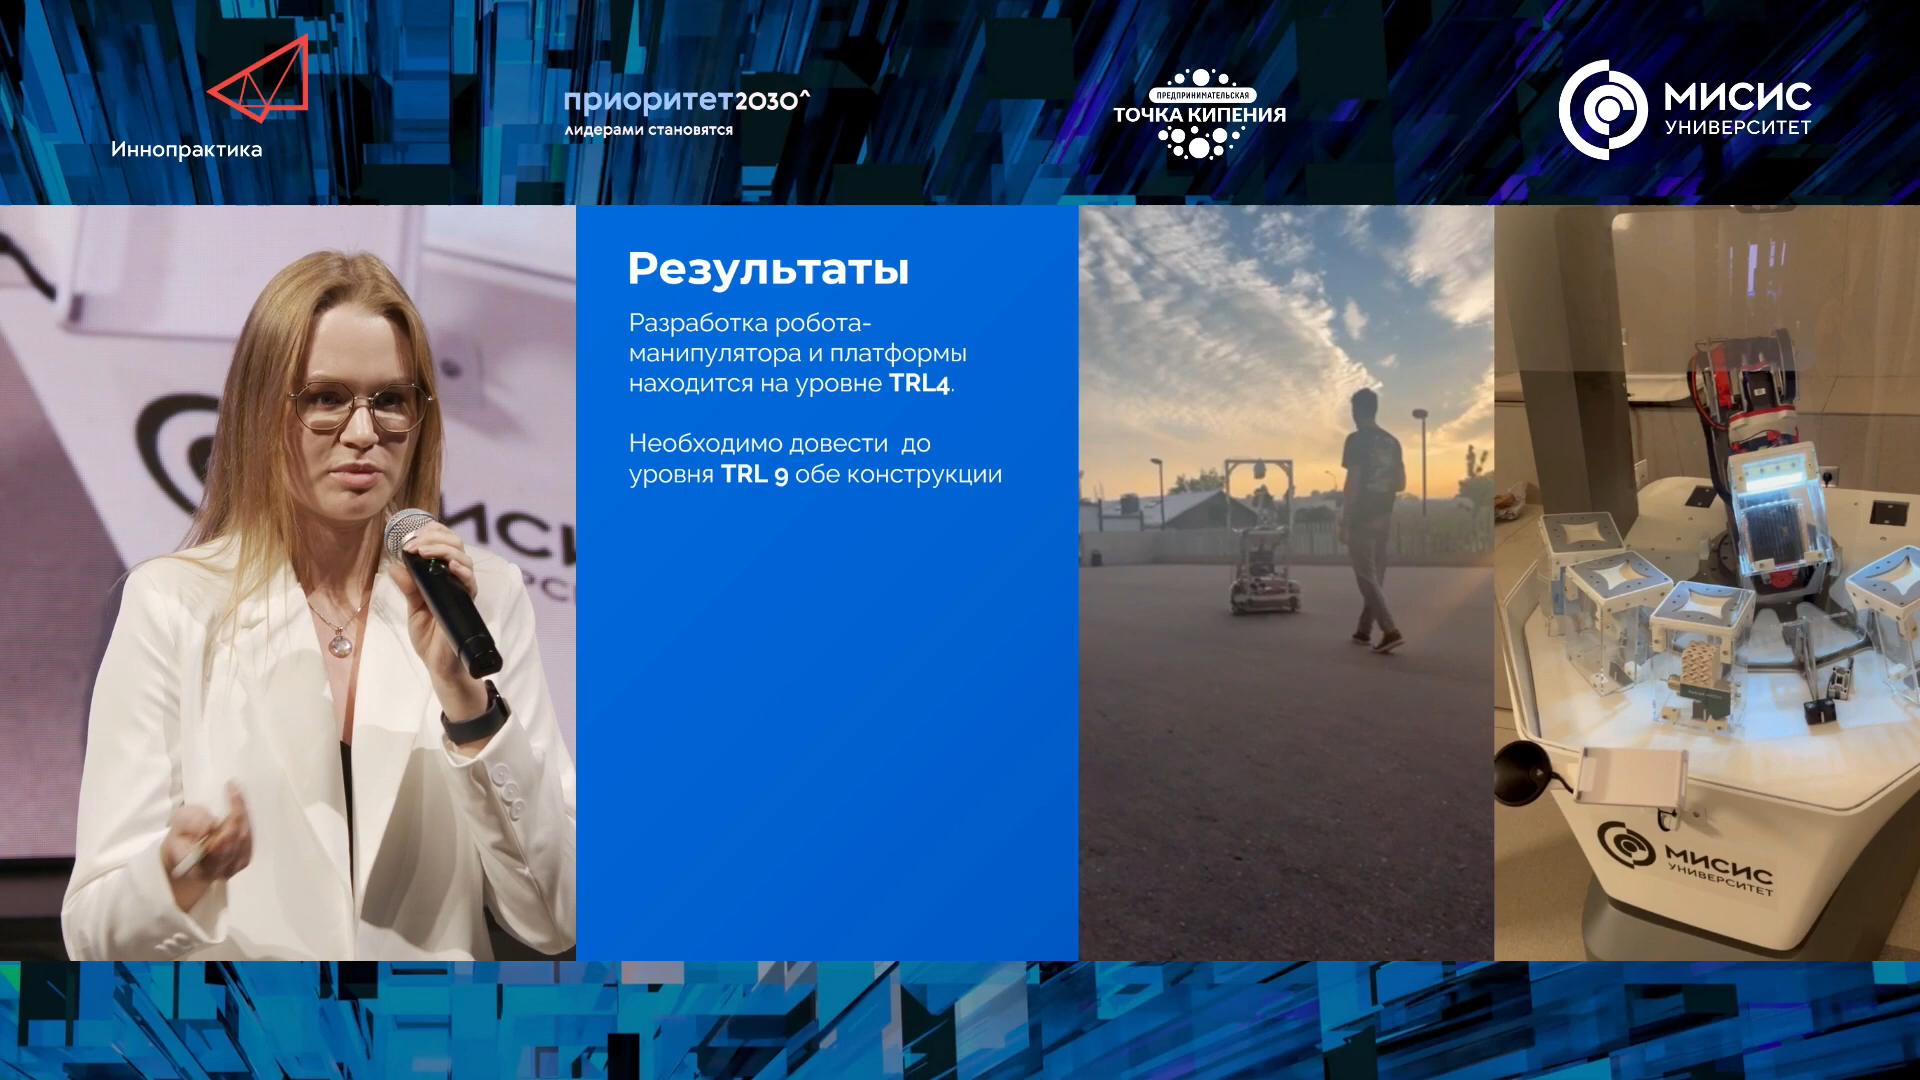 Иннопрактика
приоритет2030^
лидерами становятся
ПРЕДПРИНИМАТЕЛЬСКАЯ
ТОЧКА КИПЕНИЯ
МИСИС
УНИВЕРСИТЕТ
Результаты
Разработка робота-
манипулятора и платформы
находится на уровне TRL4.
Необходимо довести до
уровня TRL 9 обе конструкции
МИСИС
УНИВЕРСИТЕТ